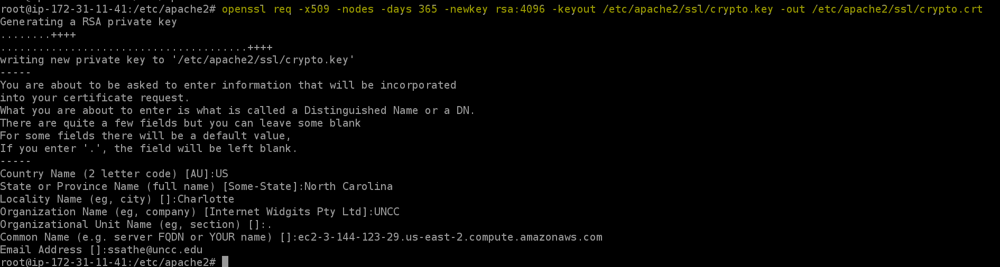 root@ip-172-31-11-41:/etc/apache2# openssl req -x509 -nodes -days 365 -newkey rsa:4096 -keyout /etc/apache2/ssl/crypto.key -out /etc/apache2/ssl/crypto.crt
Generating a RSA private key
........++++
.......................................++++
writing new private key to '/etc/apache2/ssl/crypto.key'
-----
You are about to be asked to enter information that will be incorporated
into your certificate request.
What you are about to enter is what is called a Distinguished Name or a DN.
There are quite a few fields but you can leave some blank
For some fields there will be a default value,
If you enter '.', the field will be left blank.
-----
Country Name (2 letter code) [AU]:US
State or Province Name (full name) [Some-State]:North Carolina
Locality Name (eg, city) []:Charlotte
Organization Name (eg, company) [Internet Widgits Pty Ltd]:UNCC
Organizational Unit Name (eg, section) []:.
Common Name (e.g. server FQDN or YOUR name) []:ec2-3-144-123-29.us-east-2.compute.amazonaws.com
Email Address []:ssathe@uncc.edu
root@ip-172-31-11-41:/etc/apache2#